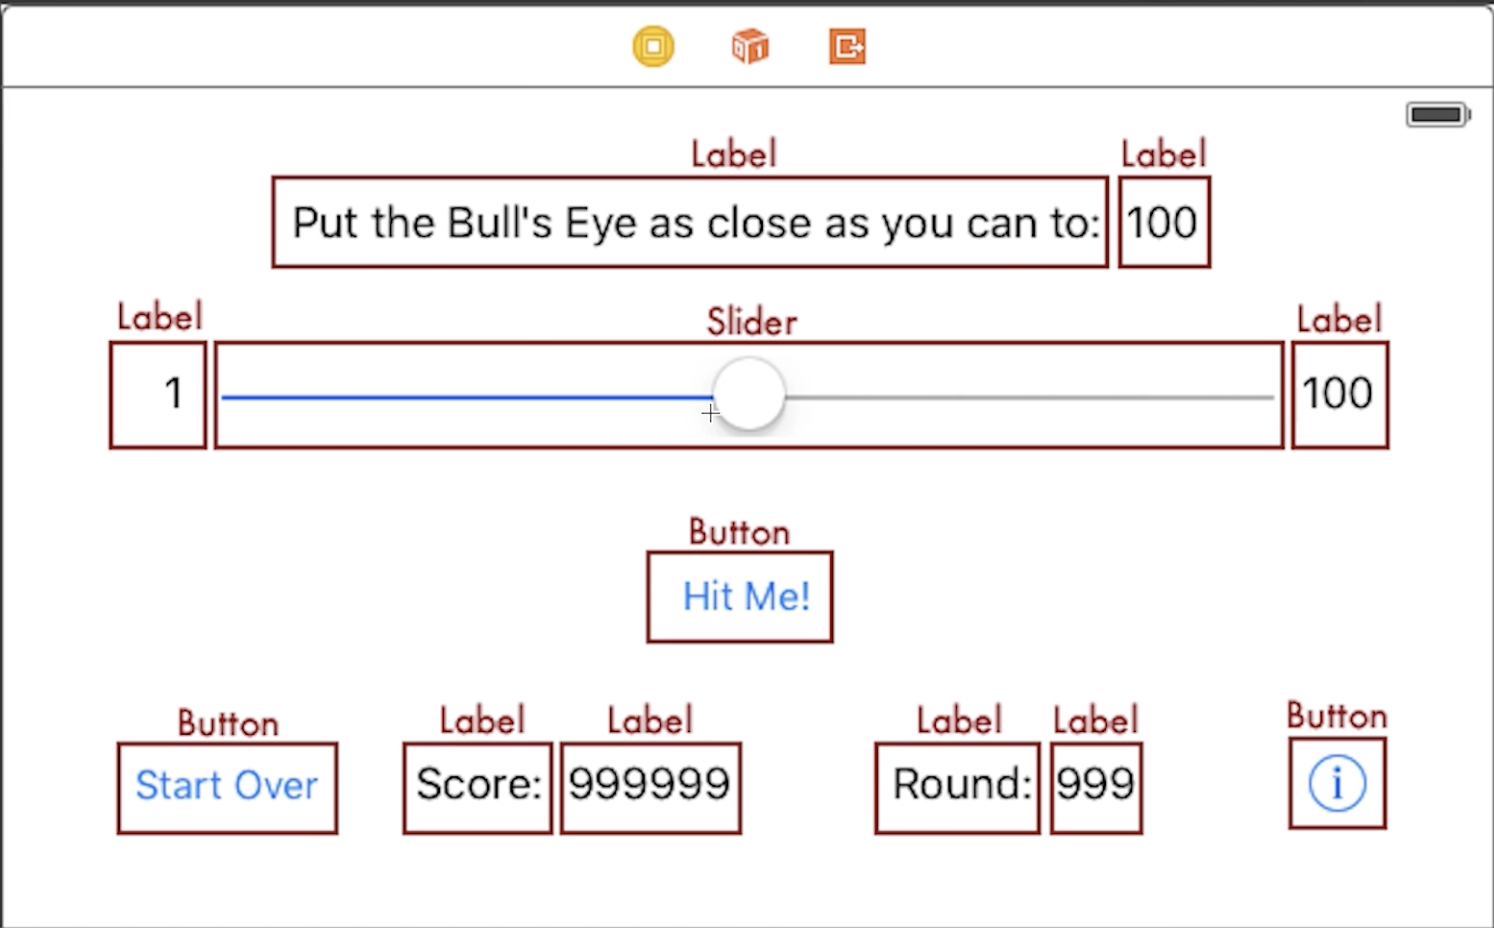 Label Label
Put the Bull's Eye as close as you can to: 100
Label Slider Label
1 100
Button
Hit Me!
Button Label Label Label Label Button
Start Over Score: 999999 Round: 999 i